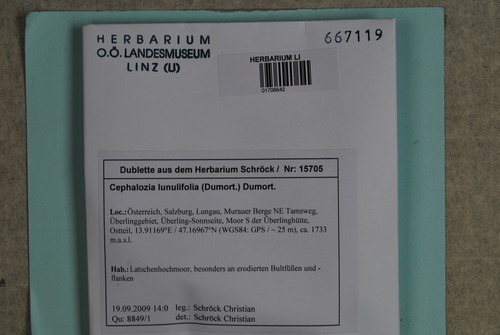 HERBARIUM
O.Ö. LANDESMUSEUM
LINZ (U)
667119
HERBARIUM LI
01706642
Dublette aus dem Herbarium Schröck / Nr: 15705
Cephalozia lunulifolia (Dumort.) Dumort.
Loc.:Österreich, Salzburg, Lungau, Murauer Berge NE Tamsweg,
Überlinggebiet, Überling-Sonnseite, Moor S der Überlinghütte,
Ostteil, 13.91169°E / 47.16967°N (WGS84: GPS / ~ 25 m), ca. 1733
m.a.s.l.
Hab.: Latschenhochmoor, besonders an erodierten Bultfüßen und -
flanken
19.09.2009 14:0 leg.: Schröck Christian
Qu: 8849/1 det.: Schröck Christian